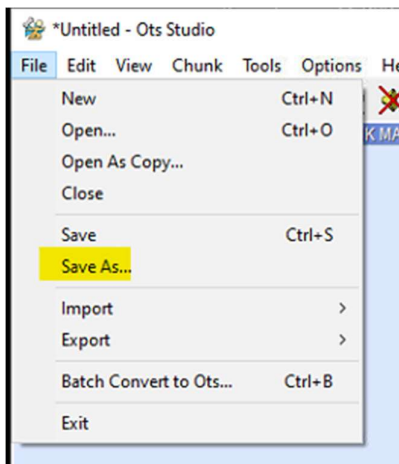 *Untitled - Ots Studio
File Edit View Chunk Tools Options
New Ctrl+N
Open... Ctrl+O
K MA
Open As Copy...
Close
Save Ctrl+S
Save As...
Import >
Export >
Batch Convert to Ots... Ctrl+B
Exit